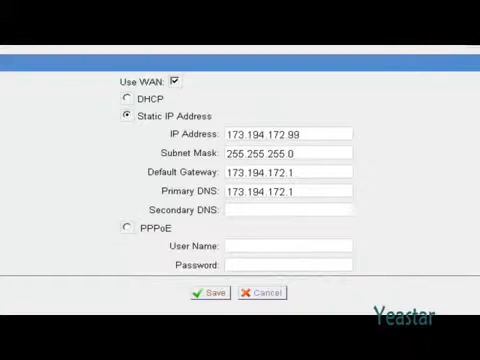 Use WAN:
DHCP
Static IP Address
IP Address: 173.194.172.99
Subnet Mask: 255.255.255.0
Default Gateway: 173.194.172.1
Primary DNS: 173.194.172.1
Secondary DNS:
PPPoE
User Name:
Password:
Save Cancel
Yeastar